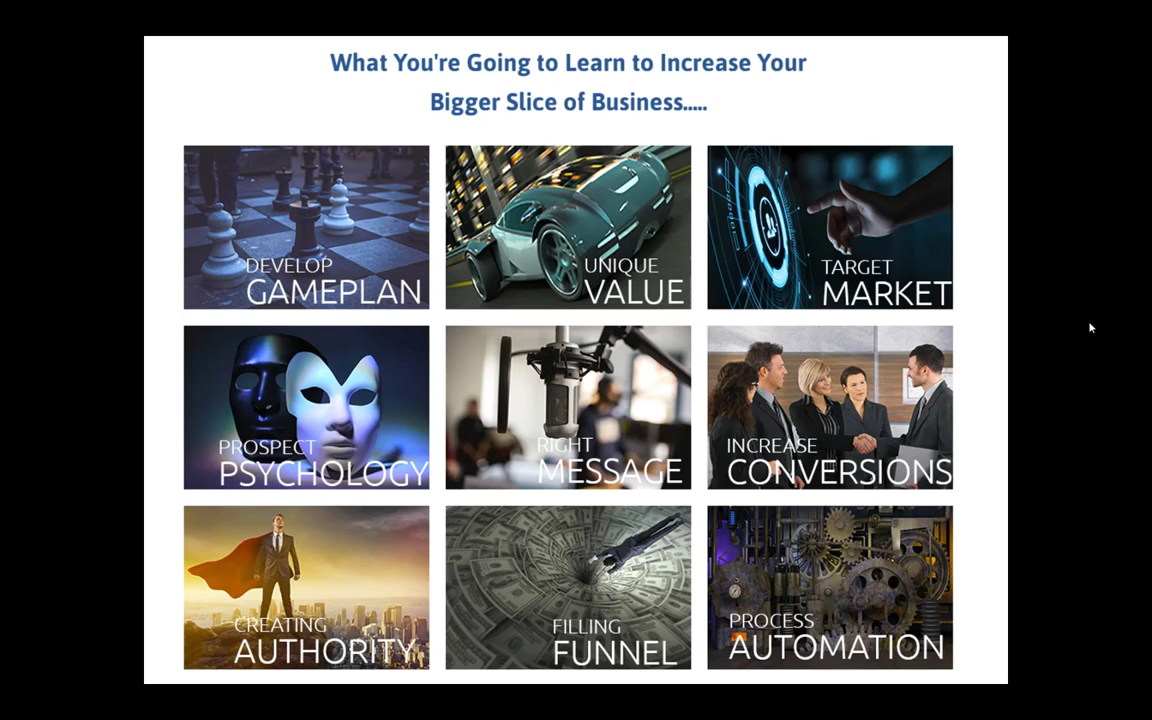 What You're Going to Learn to Increase Your
Bigger Slice of Business.....
DEVELOP
GAMEPLAN
UNIQUE
VALUE
TARGET
MARKET
PROSPECT
PSYCHOLOGY
RIGHT
MESSAGE
INCREASE
CONVERSIONS
CREATING
AUTHORITY
FILLING
FUNNEL
PROCESS
AUTOMATION